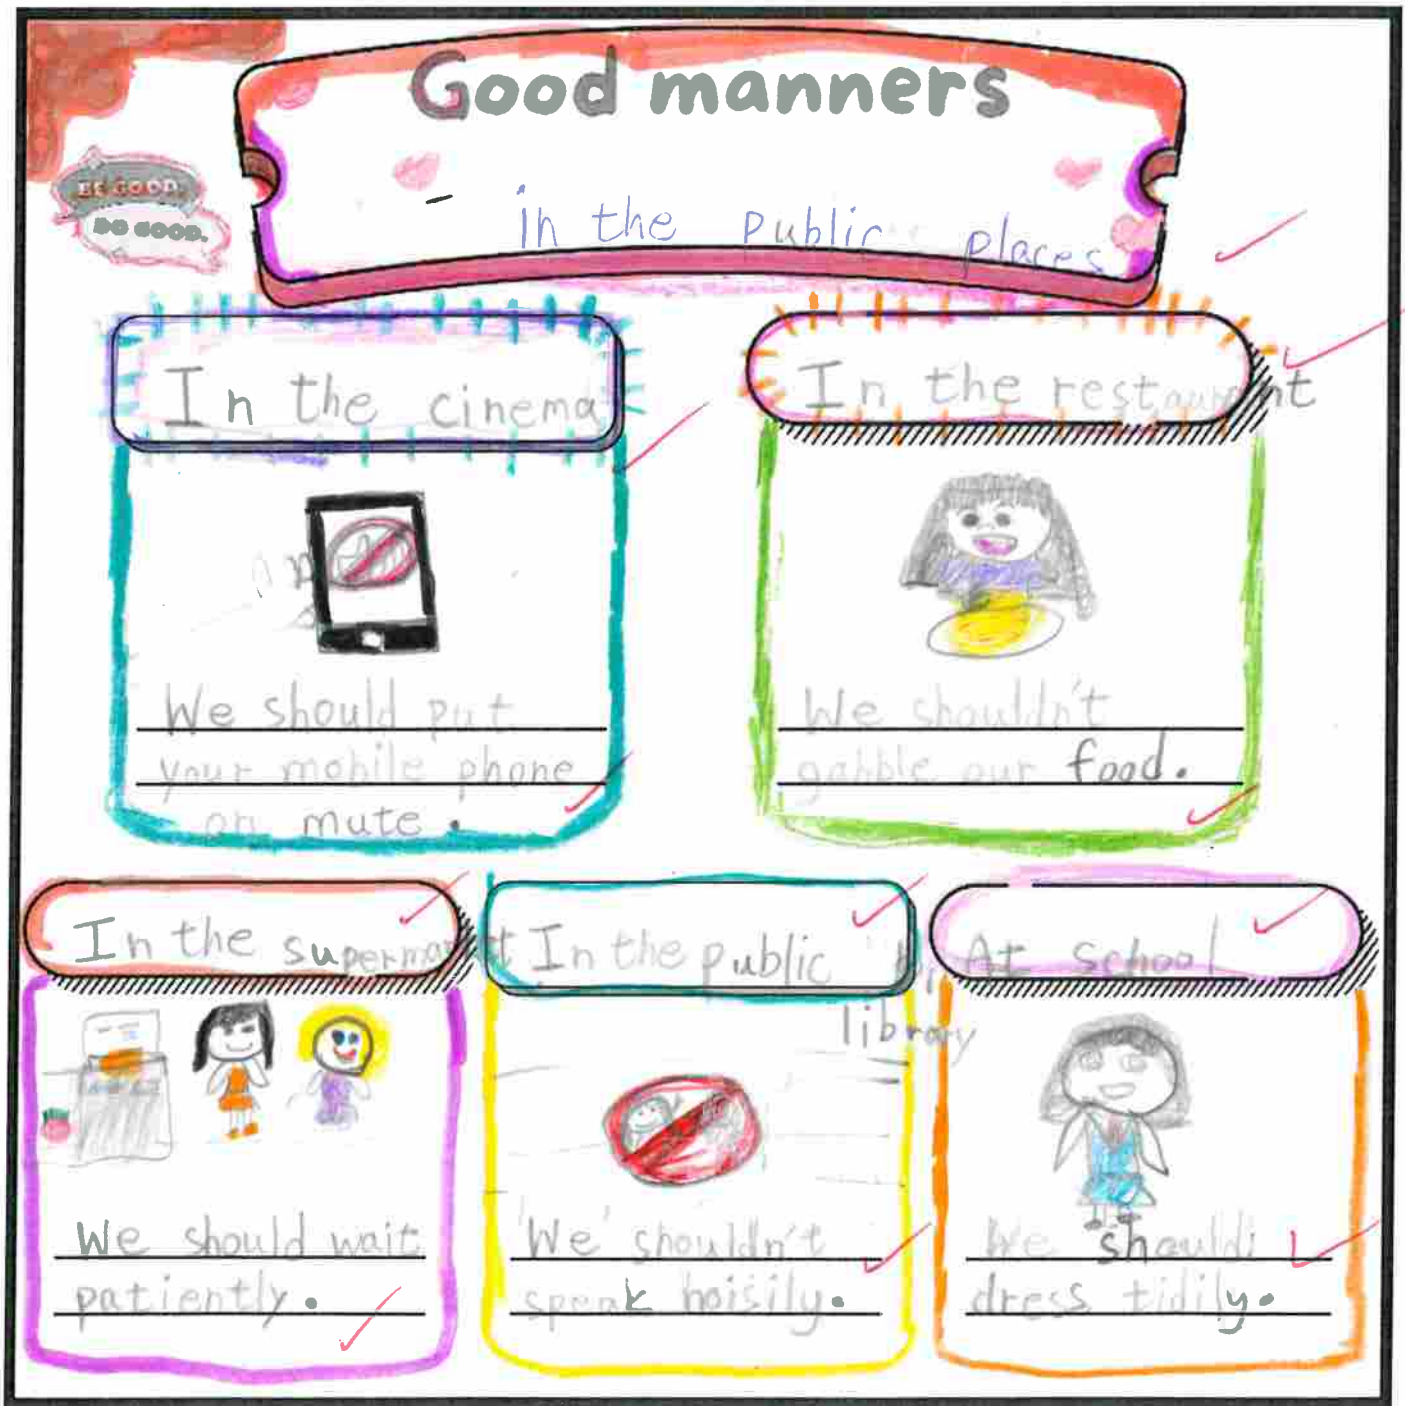 Good manners
BE GOOD.
DO GOOD.
- in the public places
In the cinema
We should put
your mobile phone
on mute.
In the restaurant
We shouldn't
gabble our food.
In the supermarket
We should wait
patiently.
In the public
library
We shouldn't
speak noisily.
At school
We should
dress tidily.